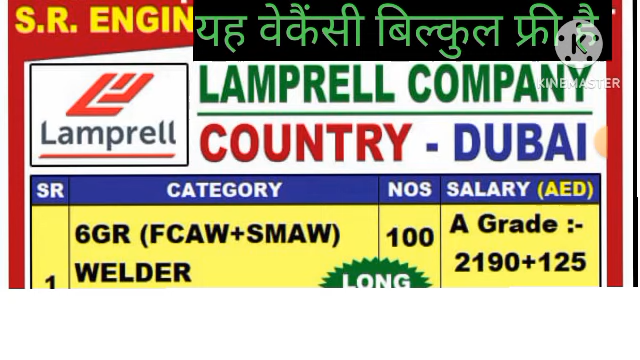 S.R. ENGIN
यह वेकैंसी बिल्कुल फ्री है
KINEMASTER
LAMPRELL COMPANY
Lamprell
COUNTRY - DUBAI
SR CATEGORY NOS SALARY (AED)
6GR (FCAW+SMAW) 100 A Grade :-
1 WELDER 2190+125
LONG